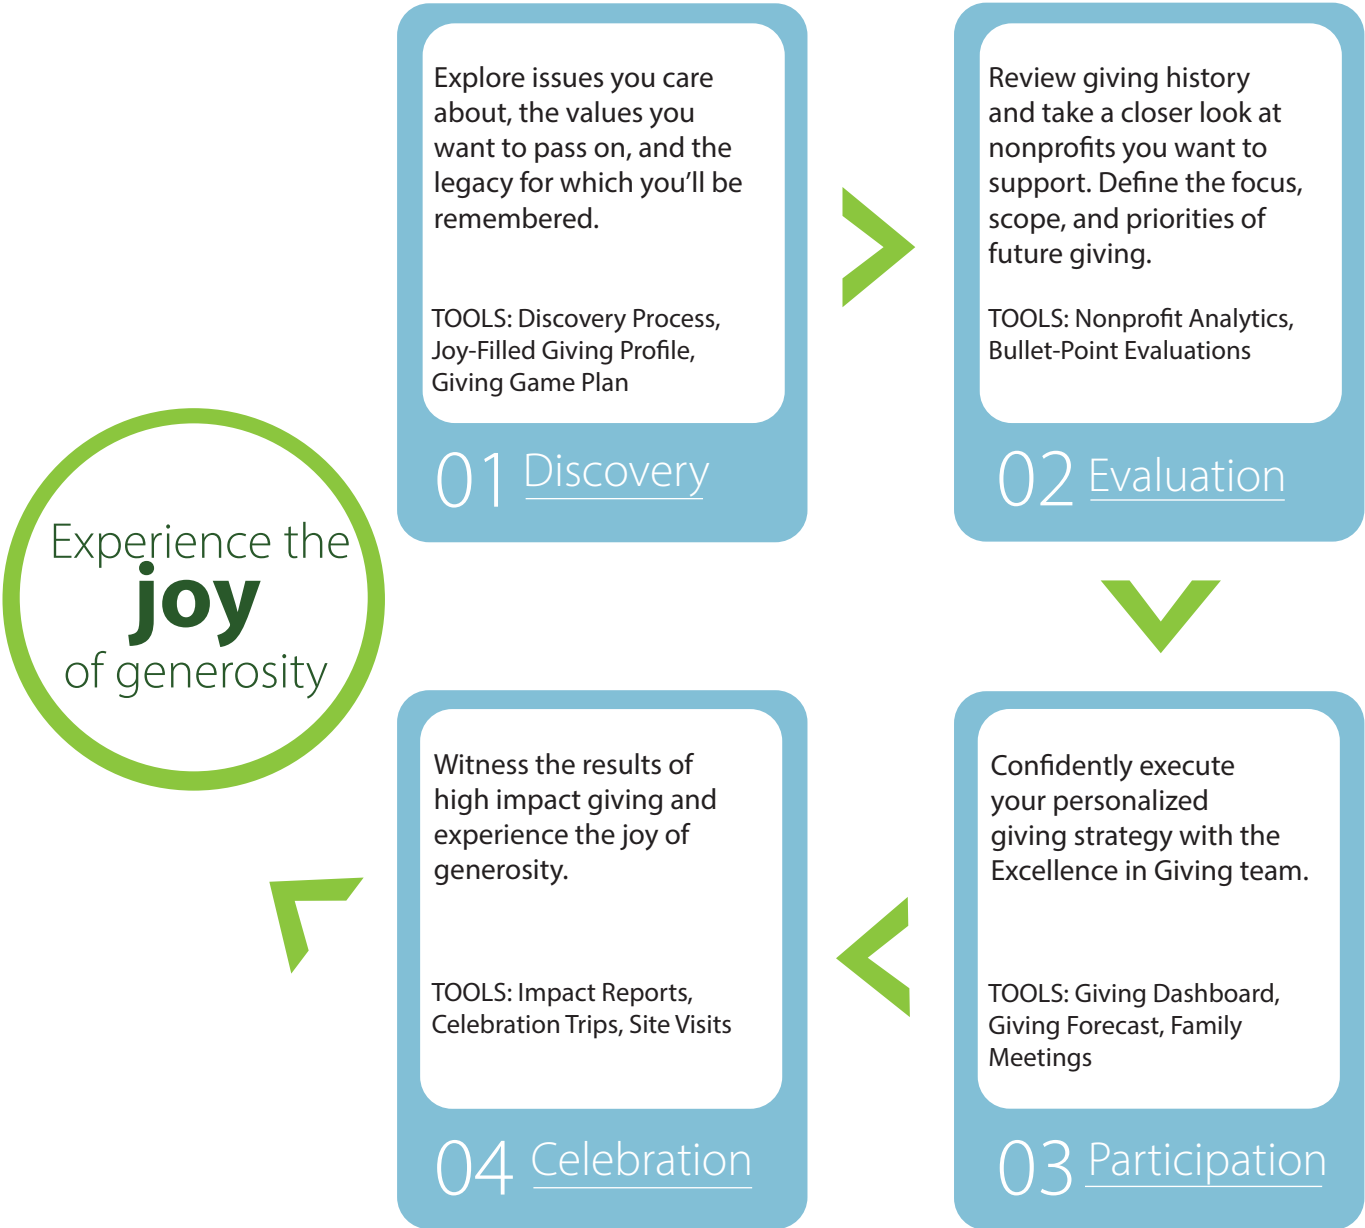 Explore issues you care
about, the values you
want to pass on, and the
legacy for which you’ll be
remembered.
TOOLS: Discovery Process,
Joy-Filled Giving Profile,
Giving Game Plan
01 Discovery
Review giving history
and take a closer look at
nonprofits you want to
support. Define the focus,
scope, and priorities of
future giving.
TOOLS: Nonprofit Analytics,
Bullet-Point Evaluations
02 Evaluation
Confidently execute
your personalized
giving strategy with the
Excellence in Giving team.
TOOLS: Giving Dashboard,
Giving Forecast, Family
Meetings
03 Participation
Witness the results of
high impact giving and
experience the joy of
generosity.
TOOLS: Impact Reports,
Celebration Trips, Site Visits
04 Celebration
Experience the
joy
of generosity